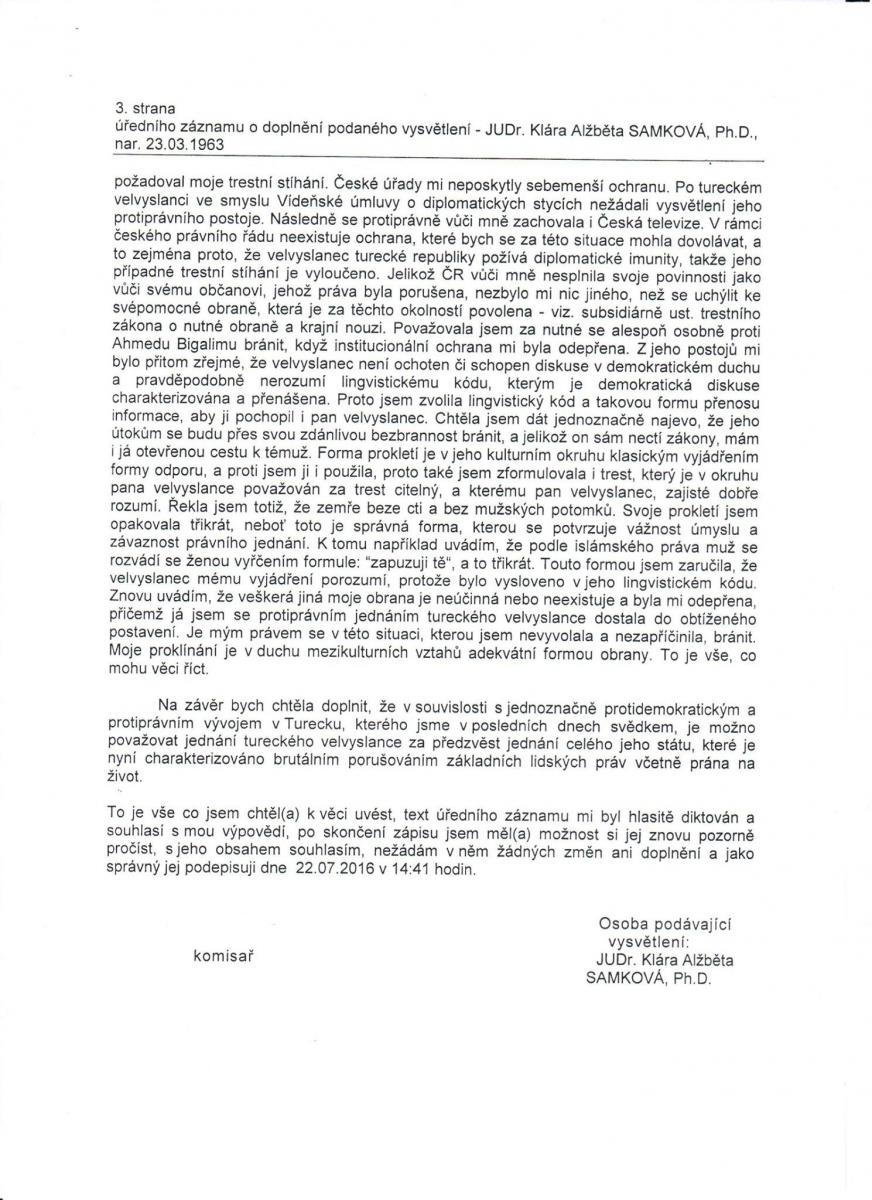 3. strana
úředního záznamu o doplnění podaného vysvětlení - JUDr. Klára Alžběta SAMKOVÁ, Ph.D.,
nar. 23.03.1963
požadoval moje trestní stíhání. České úřady mi neposkytly sebemenší ochranu. Po tureckém
velvyslanci ve smyslu Vídeňské úmluvy o diplomatických stycích nežádali vysvětlení jeho
protiprávního postoje. Následně se protiprávně vůči mně zachovala i Česká televize. V rámci
českého právního řádu neexistuje ochrana, které bych se za této situace mohla dovolávat, a
to zejména proto, že velvyslanec turecké republiky požívá diplomatické imunity, takže jeho
případné trestní stíhání je vyloučeno. Jelikož ČR vůči mně nesplnila svoje povinnosti jako
vůči svému občanovi, jehož práva byla porušena, nezbylo mi nic jiného, než se uchýlit ke
svépomocné obraně, která je za těchto okolností povolena - viz. subsidiárně ust. trestního
zákona o nutné obraně a krajní nouzi. Považovala jsem za nutné se alespoň osobně proti
Ahmedu Bigalimu bránit, když institucionální ochrana mi byla odepřena. Z jeho postojů mi
bylo přitom zřejmé, že velvyslanec není ochoten či schopen diskuse v demokratickém duchu
a pravděpodobně nerozumí lingvistickému kódu, kterým je demokratická diskuse
charakterizována a přenášena. Proto jsem zvolila lingvistický kód a takovou formu přenosu
informace, aby ji pochopil i pan velvyslanec. Chtěla jsem dát jednoznačně najevo, že jeho
útokům se budu přes svou zdánlivou bezbrannost bránit, a jelikož on sám nectí zákony, mám
i já otevřenou cestu k témuž. Forma prokletí je v jeho kulturním okruhu klasickým vyjádřením
formy odporu, a proti jsem ji i použila, proto také jsem zformulovala i trest, který je v okruhu
pana velvyslance považován za trest citelný, a kterému pan velvyslanec, zajisté dobře
rozumí. Řekla jsem totiž, že zemře beze cti a bez mužských potomků. Svoje prokletí jsem
opakovala třikrát, neboť toto je správná forma, kterou se potvrzuje vážnost úmyslu a
závaznost právního jednání. K tomu například uvádím, že podle islámského práva muž se
rozvádí se ženou vyřčením formule: “zapuzuji tě“, a to třikrát. Touto formou jsem zaručila, že
velvyslanec mému vyjádření porozumí, protože bylo vysloveno v jeho lingvistickém kódu.
Znovu uvádím, že veškerá jiná moje obrana je neúčinná nebo neexistuje a byla mi odepřena,
přičemž já jsem se protiprávním jednáním tureckého velvyslance dostala do obtíženého
postavení. Je mým právem se v této situaci, kterou jsem nevyvolala a nezapříčinila, bránit.
Moje proklínání je v duchu mezikulturních vztahů adekvátní formou obrany. To je vše, co
mohu věci říct.
Na závěr bych chtěla doplnit, že v souvislosti s jednoznačně protidemokratickým a
protiprávním vývojem v Turecku, kterého jsme v posledních dnech svědkem, je možno
považovat jednání tureckého velvyslance za předzvěst jednání celého jeho státu, které je
nyní charakterizováno brutálním porušováním základních lidských práv včetně prána na
život.
To je vše co jsem chtěl(a) k věci uvést, text úředního záznamu mi byl hlasitě diktován a
souhlasí s mou výpovědí, po skončení zápisu jsem měl(a) možnost si jej znovu pozorně
pročíst, s jeho obsahem souhlasím, nežádám v něm žádných změn ani doplnění a jako
správný jej podepisuji dne 22.07.2016 v 14:41 hodin.
Osoba podávající
vysvětlení:
komisař
JUDr. Klára Alžběta
SAMKOVÁ, Ph.D.